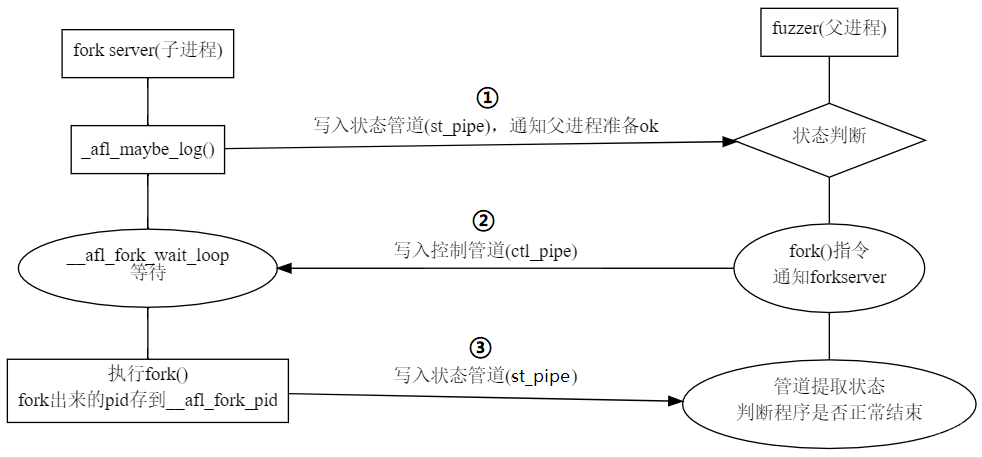 fork server(子进程)
fuzzer(父进程)
①
写入状态管道(st_pipe)，通知父进程准备ok
_afl_maybe_log()
状态判断
②
写入控制管道(ctl_pipe)
__afl_fork_wait_loop
等待
fork()指令
通知forkserver
③
写入状态管道(st_pipe)
执行fork()
fork出来的pid存到__afl_fork_pid
管道提取状态
判断程序是否正常结束